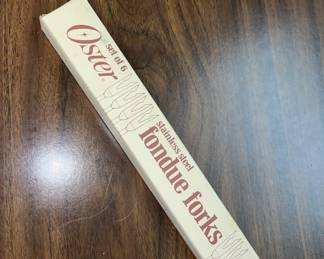 Oster®
set of 6
stainless steel
fondue forks